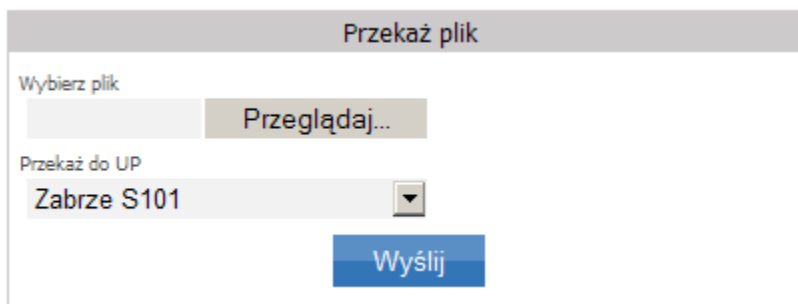 Przekaż plik
Wybierz plik
Przeglądaj...
Przekaż do UP
Zabrze S101
Wyślij